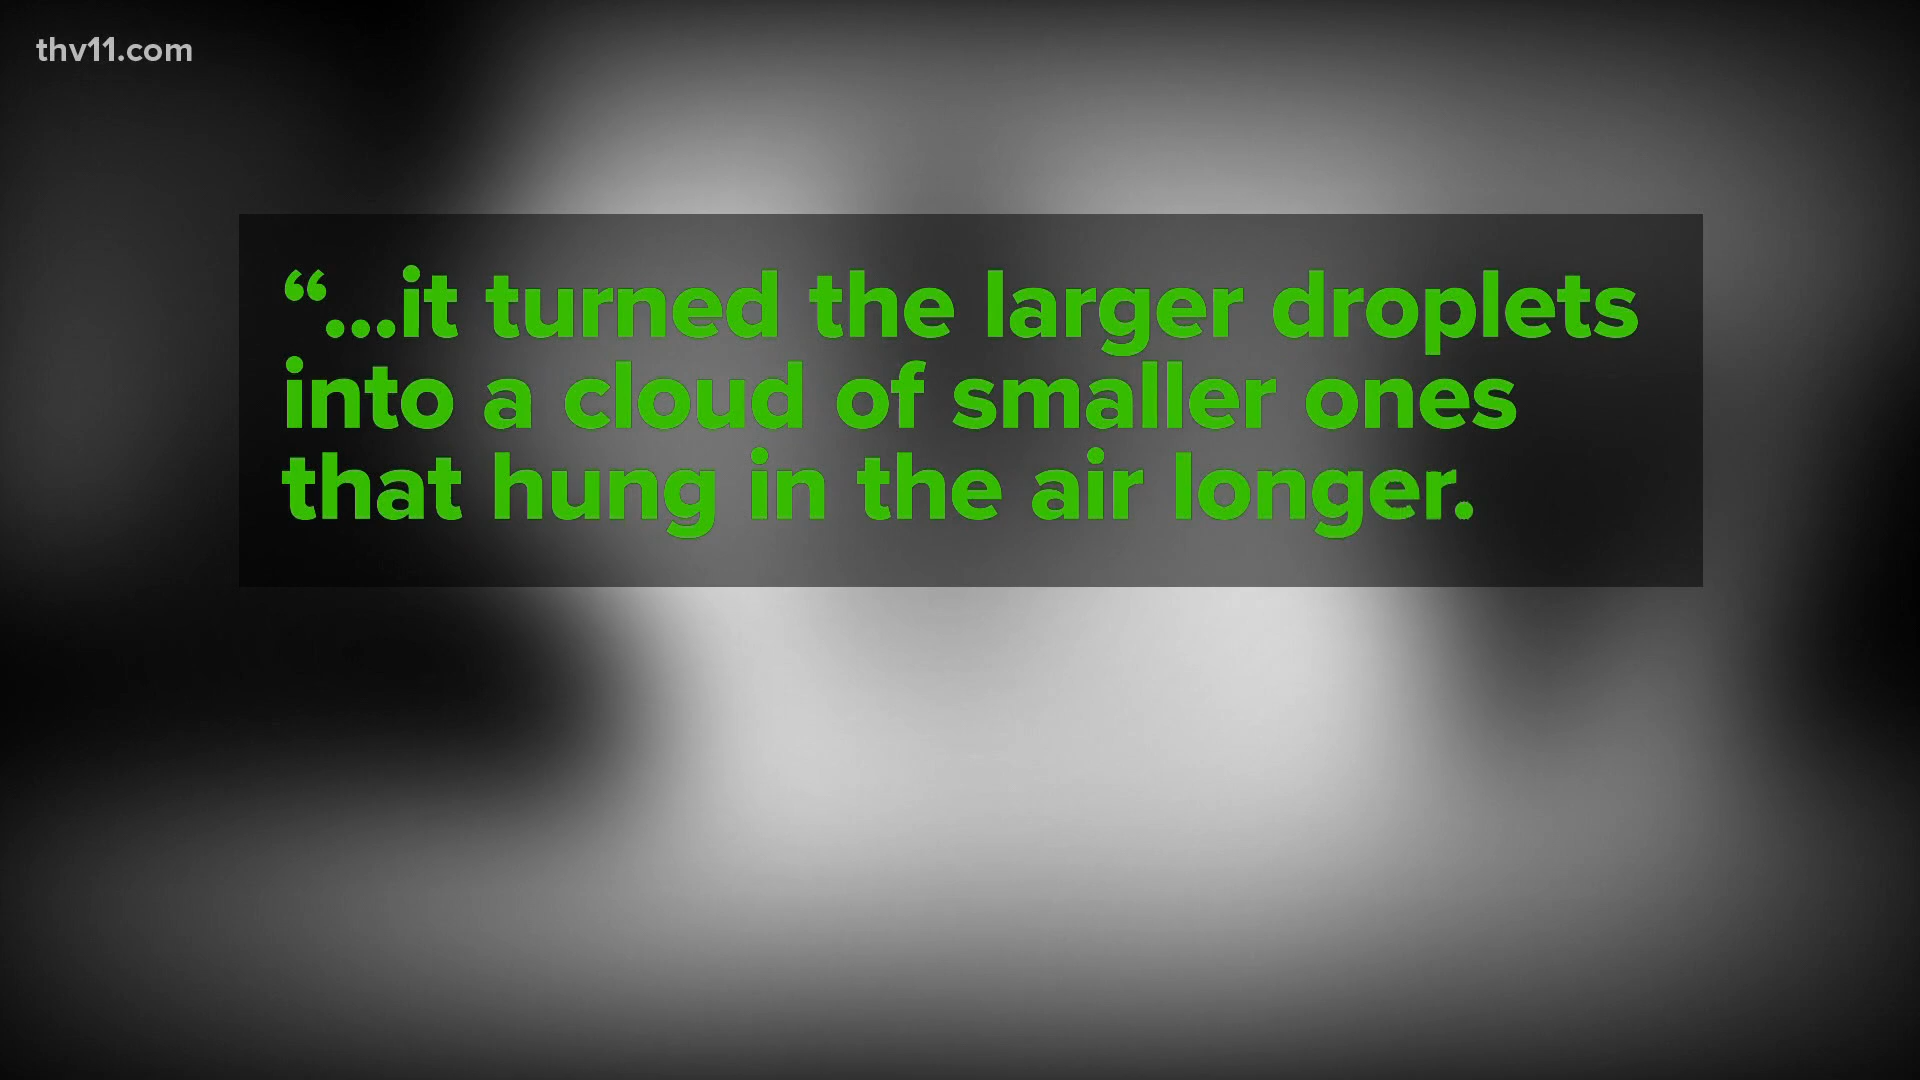 thv11.com
“...it turned the larger droplets
into a cloud of smaller ones
that hung in the air longer.